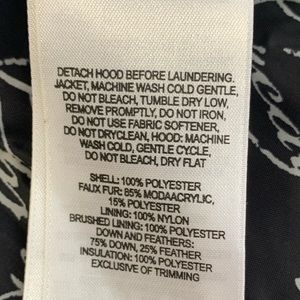 DETACH HOOD BEFORE LAUNDERING.
JACKET, MACHINE WASH COLD GENTLE,
DO NOT BLEACH, TUMBLE DRY LOW,
REMOVE PROMPTLY, DO NOT IRON,
DO NOT USE FABRIC SOFTENER,
DO NOT DRYCLEAN, HOOD: MACHINE
WASH COLD, GENTLE CYCLE,
DO NOT BLEACH, DRY FLAT
SHELL: 100% POLYESTER
FAUX FUR: 85% MODAACRYLIC,
15% POLYESTER
LINING: 100% NYLON
BRUSHED LINING: 100% POLYESTER
DOWN AND FEATHERS:
75% DOWN, 25% FEATHER
INSULATION: 100% POLYESTER
EXCLUSIVE OF TRIMMING